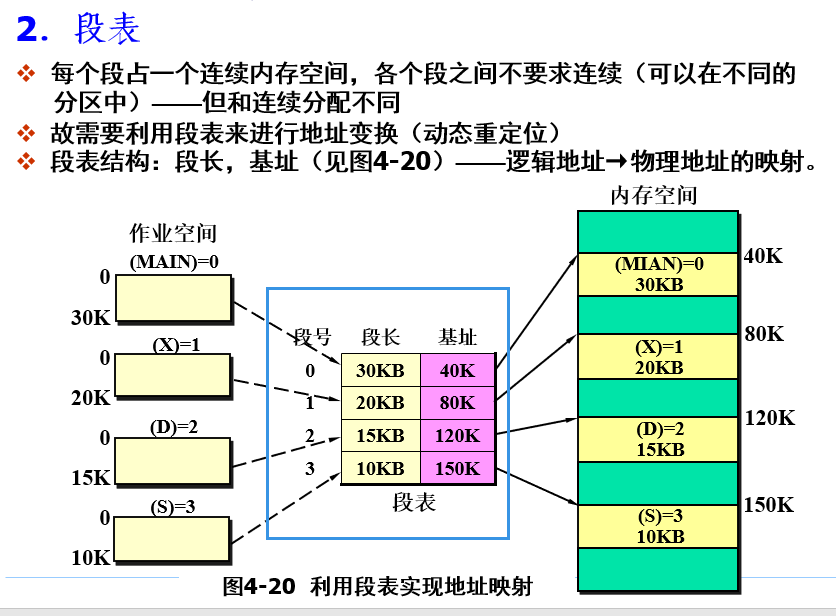 2. 段表
❖ 每个段占一个连续内存空间，各个段之间不要求连续（可以在不同的
分区中）——但和连续分配不同
❖ 故需要利用段表来进行地址变换（动态重定位）
❖ 段表结构：段长，基址（见图4-20）——逻辑地址→物理地址的映射。
作业空间
(MAIN)=0
0
30K
(X)=1
0
20K
(D)=2
0
15K
(S)=3
0
10K
段号 段长 基址
0 30KB 40K
1 20KB 80K
2 15KB 120K
3 10KB 150K
段表
内存空间
40K
(MIAN)=0
30KB
80K
(X)=1
20KB
120K
(D)=2
15KB
150K
(S)=3
10KB
图4-20 利用段表实现地址映射